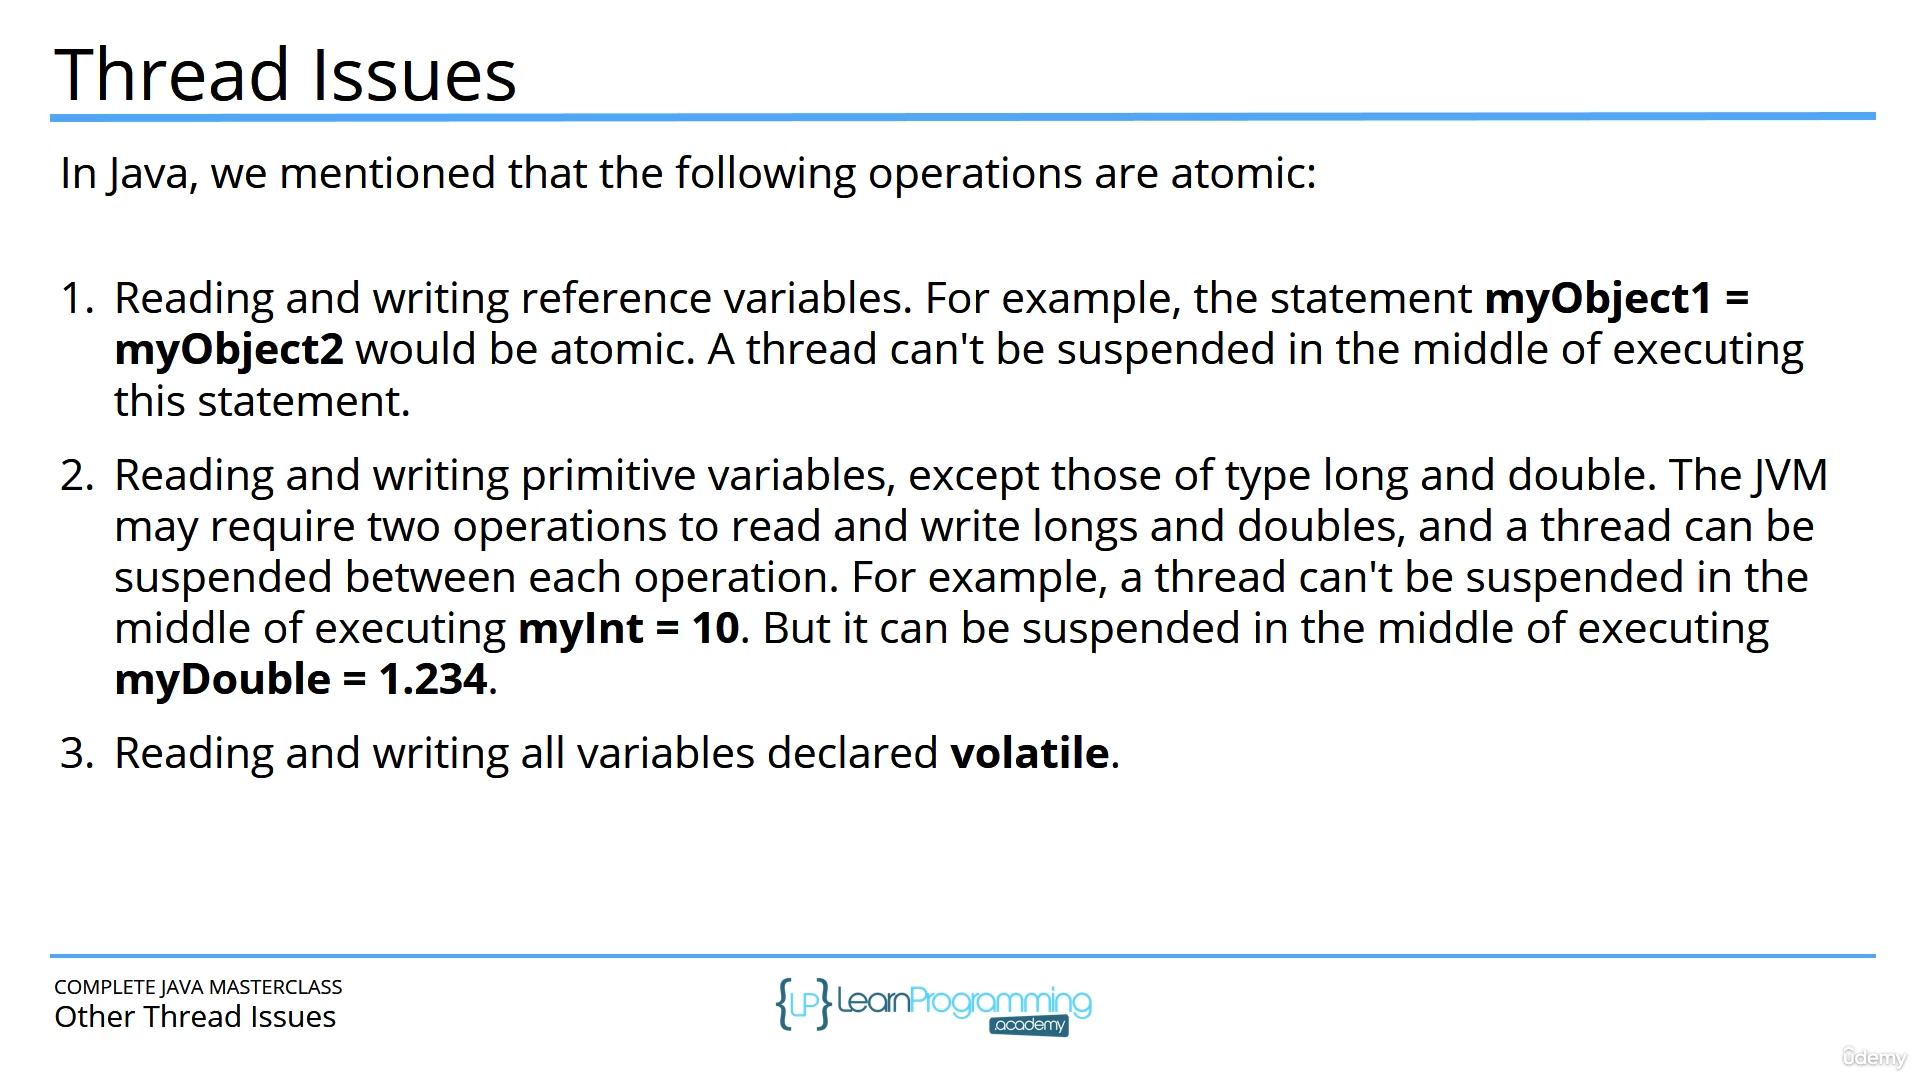 Thread Issues
In Java, we mentioned that the following operations are atomic:
1. Reading and writing reference variables. For example, the statement myObject1 =
myObject2 would be atomic. A thread can't be suspended in the middle of executing
this statement.
2. Reading and writing primitive variables, except those of type long and double. The JVM
may require two operations to read and write longs and doubles, and a thread can be
suspended between each operation. For example, a thread can't be suspended in the
middle of executing myInt = 10. But it can be suspended in the middle of executing
myDouble = 1.234.
3. Reading and writing all variables declared volatile.
COMPLETE JAVA MASTERCLASS
Other Thread Issues
{LP} LearnProgramming
academy
ûdemy